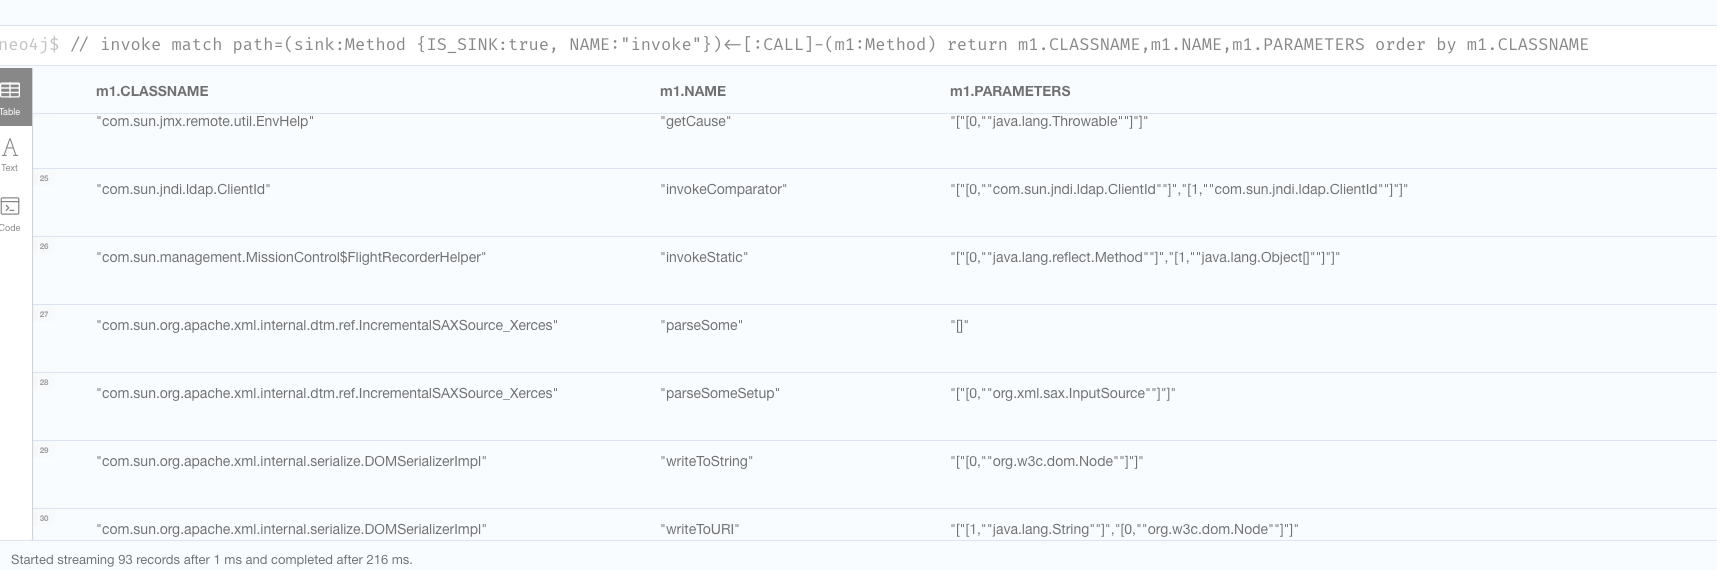 neo4j$ // invoke match path=(sink:Method {IS_SINK:true, NAME:"invoke"})<-[:CALL]-(m1:Method) return m1.CLASSNAME,m1.NAME,m1.PARAMETERS order by m1.CLASSNAME
Table
Text
Code
m1.CLASSNAME m1.NAME m1.PARAMETERS
"com.sun.jmx.remote.util.EnvHelp" "getCause" "["[0,""java.lang.Throwable""]"]"
25 "com.sun.jndi.ldap.ClientId" "invokeComparator" "["[0,""com.sun.jndi.ldap.ClientId""]","[1,""com.sun.jndi.ldap.ClientId""]"]"
26 "com.sun.management.MissionControl$FlightRecorderHelper" "invokeStatic" "["[0,""java.lang.reflect.Method""]","[1,""java.lang.Object[]""]"]"
27 "com.sun.org.apache.xml.internal.dtm.ref.IncrementalSAXSource_Xerces" "parseSome" "[]"
28 "com.sun.org.apache.xml.internal.dtm.ref.IncrementalSAXSource_Xerces" "parseSomeSetup" "["[0,""org.xml.sax.InputSource""]"]"
29 "com.sun.org.apache.xml.internal.serialize.DOMSerializerImpl" "writeToString" "["[0,""org.w3c.dom.Node""]"]"
30 "com.sun.org.apache.xml.internal.serialize.DOMSerializerImpl" "writeToURI" "["[1,""java.lang.String""]","[0,""org.w3c.dom.Node""]"]"
Started streaming 93 records after 1 ms and completed after 216 ms.